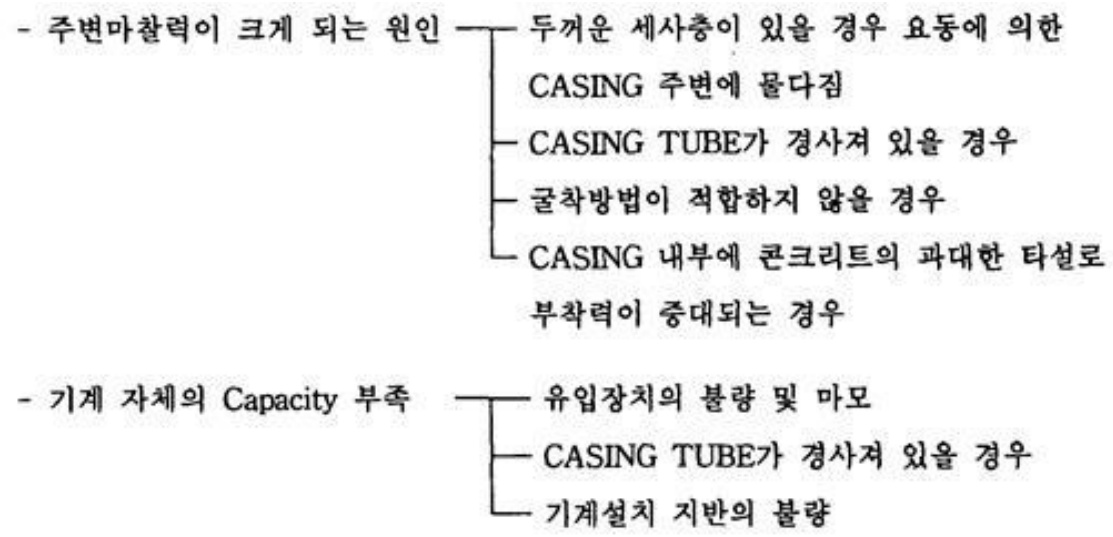 - 주변마찰력이 크게 되는 원인 두꺼운 세사층이 있을 경우 요동에 의한
CASING 주변에 물다짐
CASING TUBE가 경사져 있을 경우
굴착방법이 적합하지 않을 경우
CASING 내부에 콘크리트의 과대한 타설로
부착력이 중대되는 경우
- 기계 자체의 Capacity 부족 유입장치의 불량 및 마모
CASING TUBE가 경사져 있을 경우
기계설치 지반의 불량